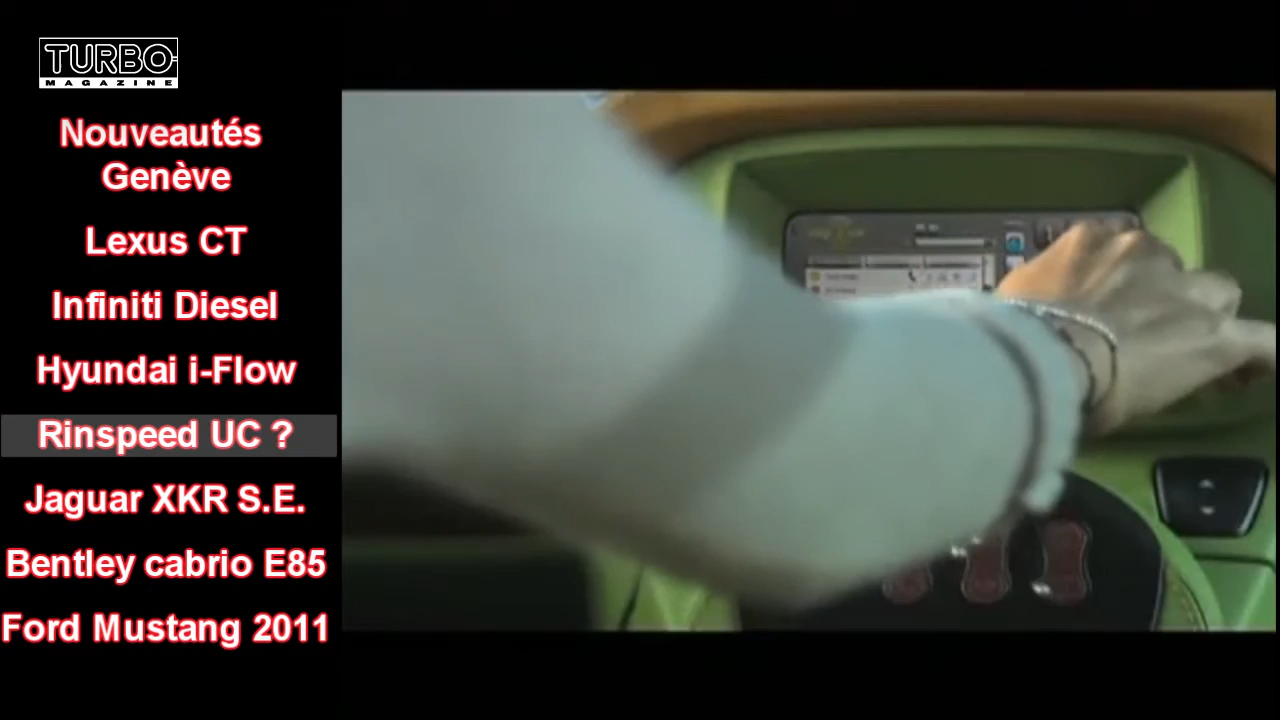 TURBO
MAGAZINE
Nouveautés
Genève
Lexus CT
Infiniti Diesel
Hyundai i-Flow
Rinspeed UC ?
Jaguar XKR S.E.
Bentley cabrio E85
Ford Mustang 2011